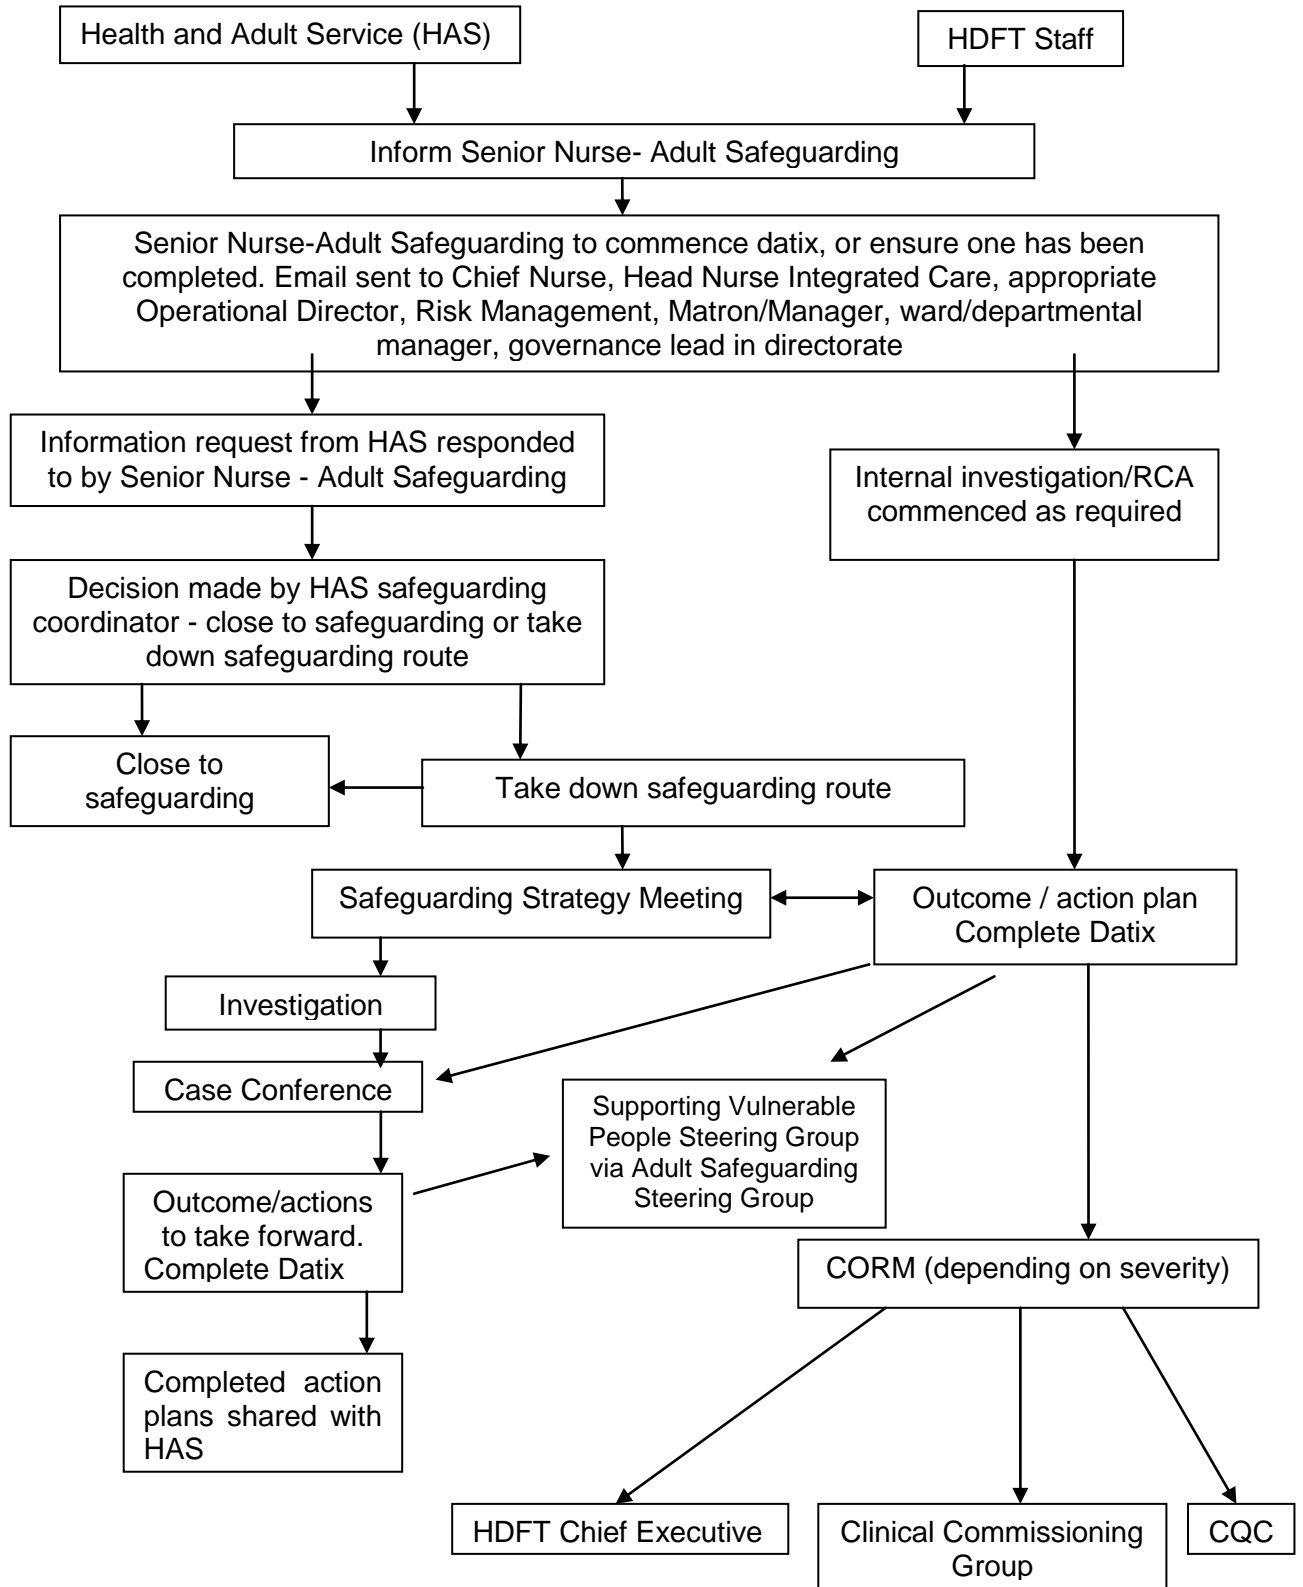 Health and Adult Service (HAS)
HDFT Staff
Inform Senior Nurse- Adult Safeguarding
Senior Nurse-Adult Safeguarding to commence datix, or ensure one has been
completed. Email sent to Chief Nurse, Head Nurse Integrated Care, appropriate
Operational Director, Risk Management, Matron/Manager, ward/departmental
manager, governance lead in directorate
Information request from HAS responded
to by Senior Nurse - Adult Safeguarding
Internal investigation/RCA
commenced as required
Decision made by HAS safeguarding
coordinator - close to safeguarding or take
down safeguarding route
Close to
safeguarding
Take down safeguarding route
Safeguarding Strategy Meeting
Outcome / action plan
Complete Datix
Investigation
Case Conference
Supporting Vulnerable
People Steering Group
via Adult Safeguarding
Steering Group
Outcome/actions
to take forward.
Complete Datix
CORM (depending on severity)
Completed action
plans shared with
HAS
HDFT Chief Executive
Clinical Commissioning
Group
CQC